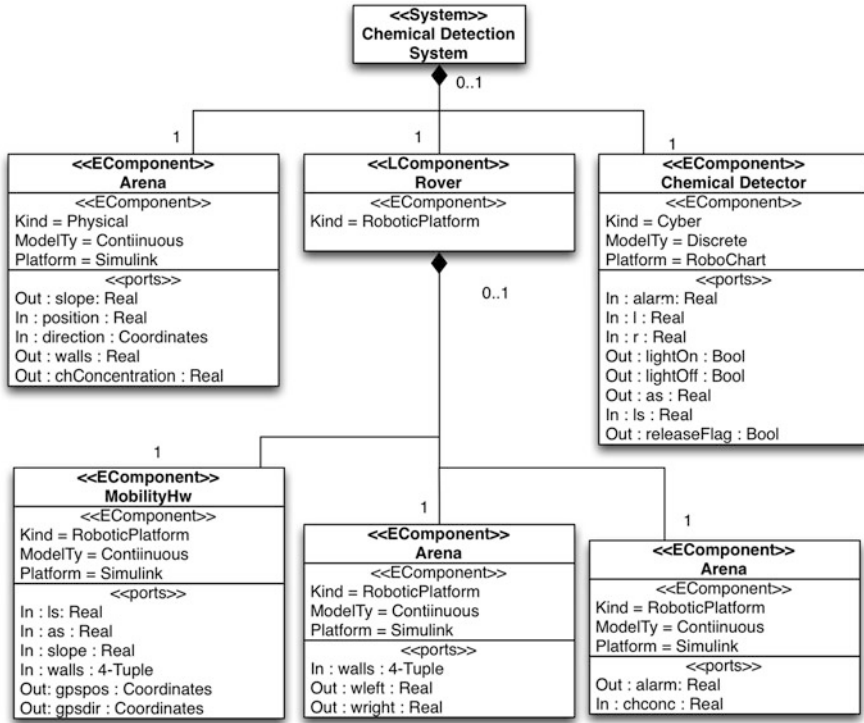 <<System>>
Chemical Detection
System
0..1
1
1
1
<<EComponent>>
Arena
<<EComponent>>
Kind = Physical
ModelTy = Contiinuous
Platform = Simulink
<<ports>>
Out : slope: Real
In : position : Real
In : direction : Coordinates
Out : walls : Real
Out : chConcentration : Real
<<LComponent>>
Rover
<<EComponent>>
Kind = RoboticPlatform
0..1
<<EComponent>>
Chemical Detector
<<EComponent>>
Kind = Cyber
ModelTy = Discrete
Platform = RoboChart
<<ports>>
In : alarm: Real
In : l : Real
In : r : Real
Out : lightOn : Bool
Out : lightOff : Bool
Out : as : Real
In : ls : Real
Out : releaseFlag : Bool
1
1
1
<<EComponent>>
MobilityHw
<<EComponent>>
Kind = RoboticPlatform
ModelTy = Contiinuous
Platform = Simulink
<<ports>>
In : ls: Real
In : as : Real
In : slope : Real
In : walls : 4-Tuple
Out: gpspos : Coordinates
Out: gpsdir : Coordinates
<<EComponent>>
Arena
<<EComponent>>
Kind = RoboticPlatform
ModelTy = Contiinuous
Platform = Simulink
<<ports>>
In : walls : 4-Tuple
Out : wleft : Real
Out : wright : Real
<<EComponent>>
Arena
<<EComponent>>
Kind = RoboticPlatform
ModelTy = Contiinuous
Platform = Simulink
<<ports>>
Out : alarm: Real
In : chconc : Real